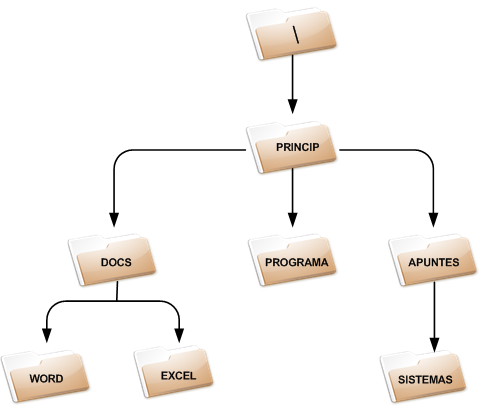 \
PRINCIP
DOCS
PROGRAMA
APUNTES
WORD
EXCEL
SISTEMAS